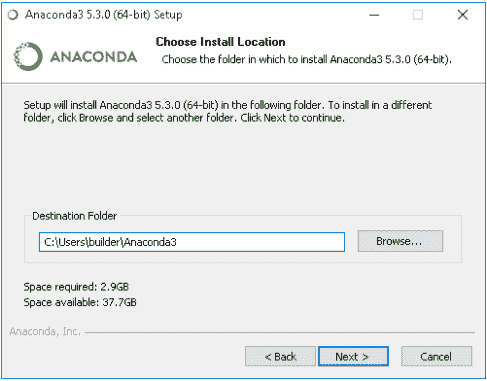 Anaconda3 5.3.0 (64-bit) Setup
ANACONDA
Choose Install Location
Choose the folder in which to install Anaconda3 5.3.0 (64-bit).
Setup will install Anaconda3 5.3.0 (64-bit) in the following folder. To install in a different
folder, click Browse and select another folder. Click Next to continue.
Destination Folder
C:\Users\builder\Anaconda3
Browse...
Space required: 2.9GB
Space available: 37.7GB
Anaconda, Inc.
< Back
Next >
Cancel